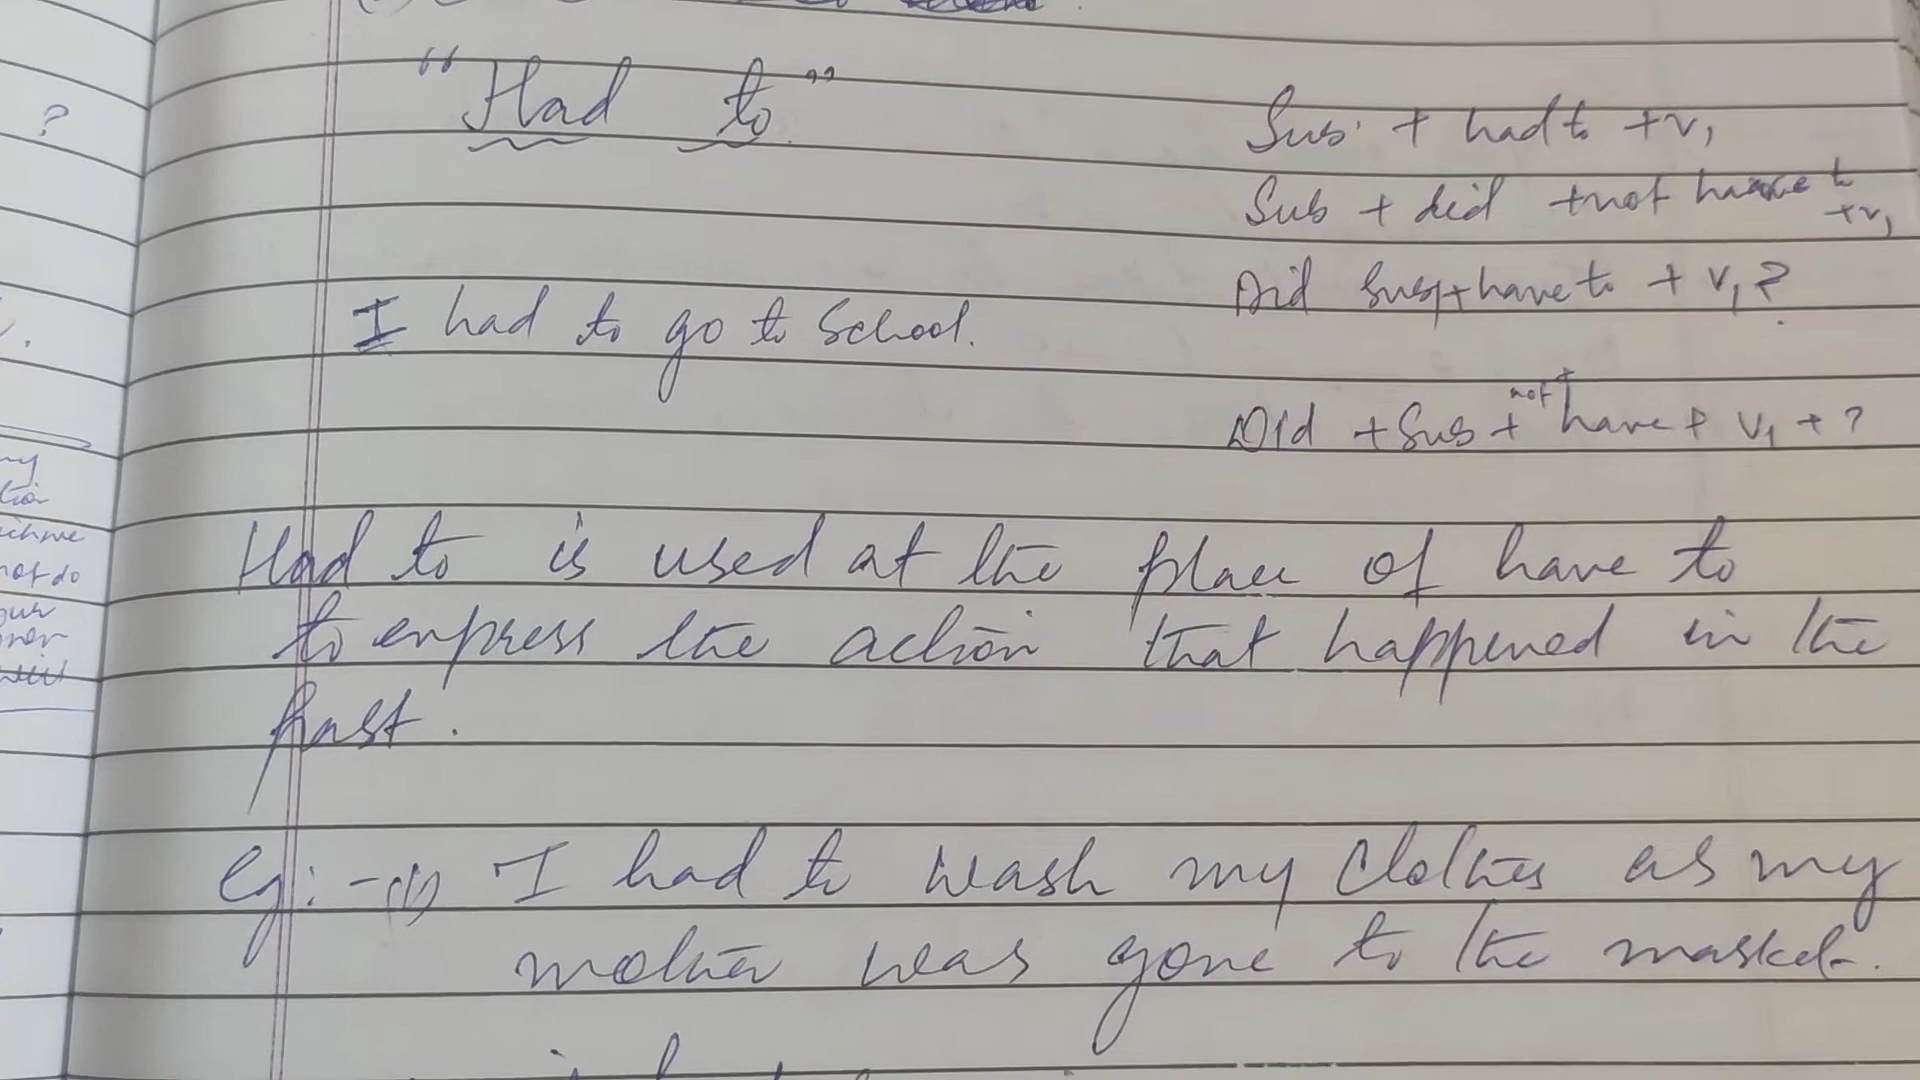 ?
"Had to"
Sub + had to + v1
Sub + did + not have to + v1
Did Sub + have to + v1 ?
I had to go to School.
Did + Sub + not + have + v1 + ?
Had to is used at the place of have to
to express the action that happened in the
past.
eg: - (1) I had to wash my clothes as my
mother was gone to the market.
not do